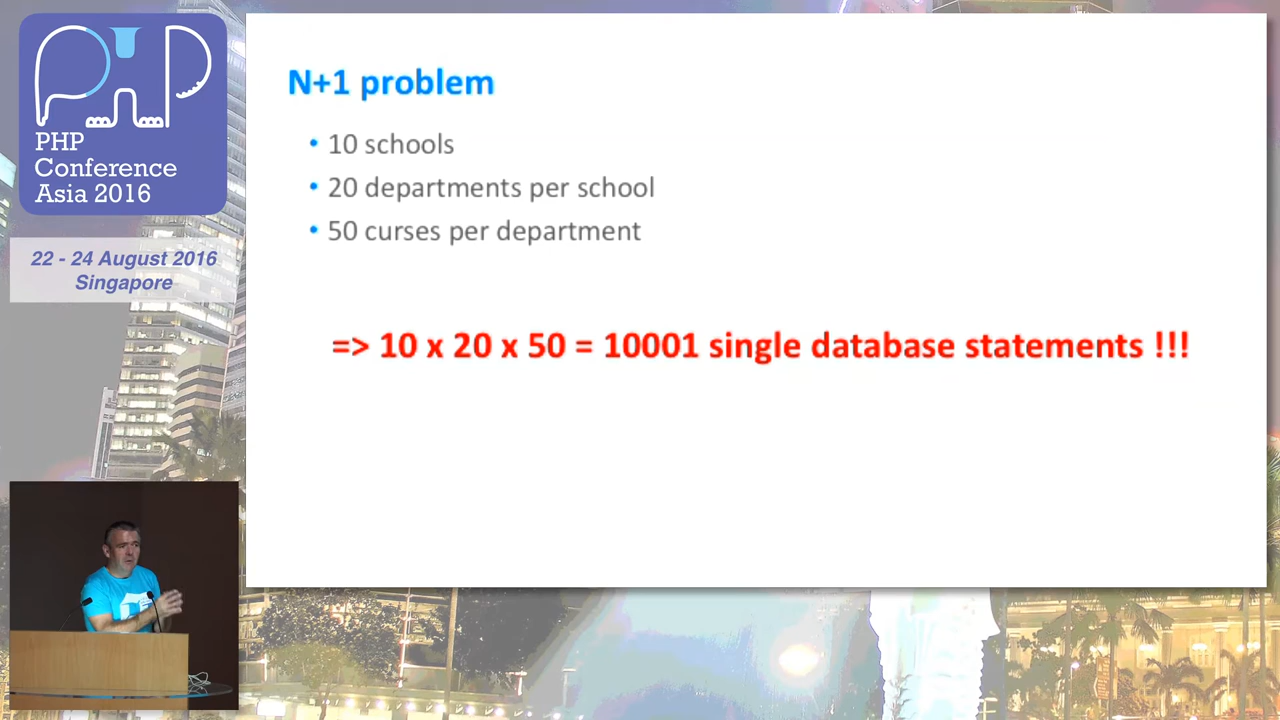 PHP
Conference
Asia 2016
22 - 24 August 2016
Singapore
N+1 problem
• 10 schools
• 20 departments per school
• 50 curses per department
=> 10 x 20 x 50 = 10001 single database statements !!!